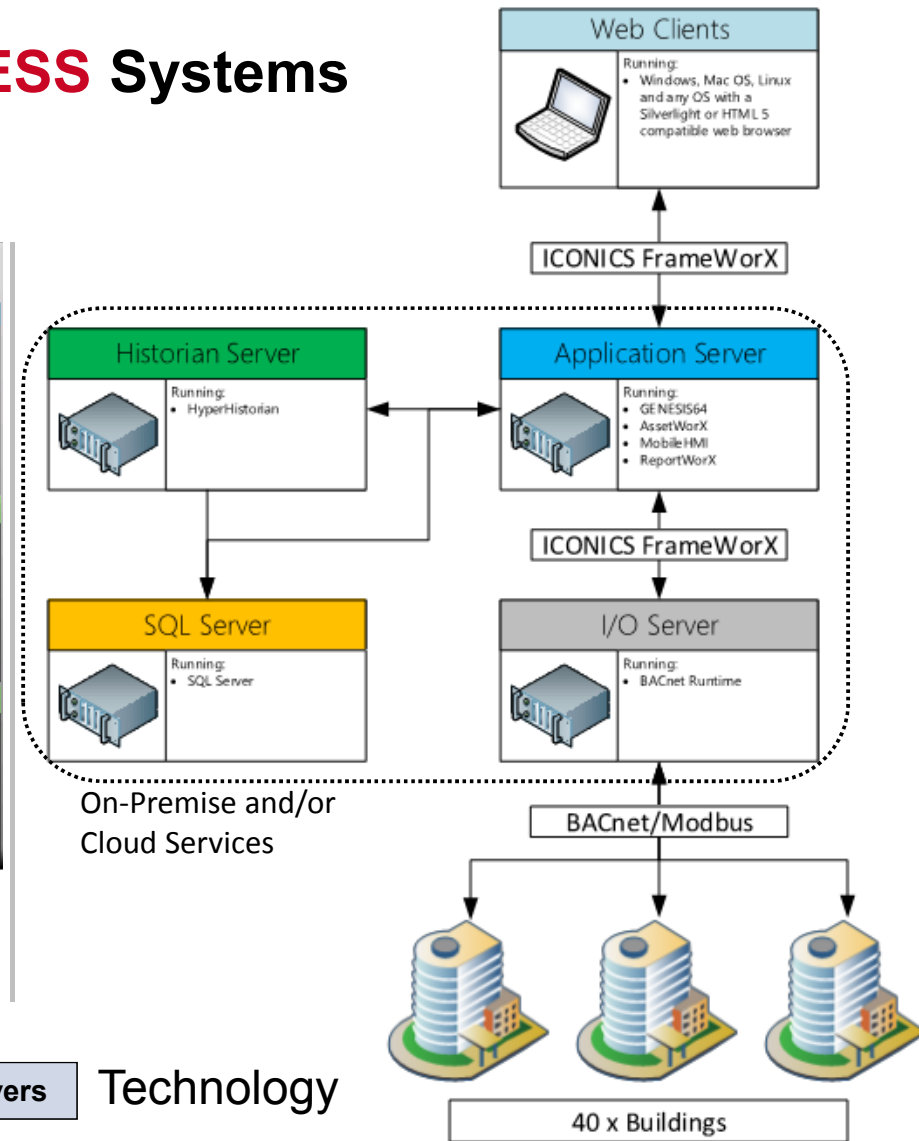 ESS Systems
Web Clients
Running:
• Windows, Mac OS, Linux
and any OS with a
Silverlight or HTML 5
compatible web browser
ICONICS FrameWorX
Historian Server
Running:
• HyperHistorian
Application Server
Running:
• GENESIS64
• AssetWorX
• MobileHMI
• ReportWorX
ICONICS FrameWorX
SQL Server
Running:
• SQL Server
I/O Server
Running:
• BACnet Runtime
On-Premise and/or
Cloud Services
BACnet/Modbus
vers
Technology
40 x Buildings